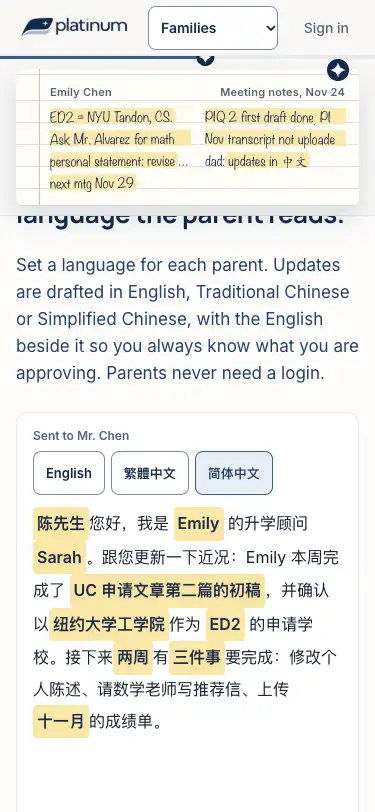 platinum
Families
Sign in
Emily Chen
Meeting notes, Nov 24
ED2 = NYU Tandon, CS.
Ask Mr. Alvarez for math
personal statement: revise ...
next mtg Nov 29
PIQ 2 first draft done, PI
Nov transcript not uploade
dad: updates in 中文
language the parent reads.
Set a language for each parent. Updates
are drafted in English, Traditional Chinese
or Simplified Chinese, with the English
beside it so you always know what you are
approving. Parents never need a login.
Sent to Mr. Chen
English
繁體中文
简体中文
陈先生您好，我是 Emily 的升学顾问
Sarah。跟您更新一下近况：Emily 本周完
成了 UC 申请文章第二篇的初稿，并确认
以纽约大学工学院作为 ED2 的申请学
校。接下来两周有三件事要完成：修改个
人陈述、请数学老师写推荐信、上传
十一月的成绩单。